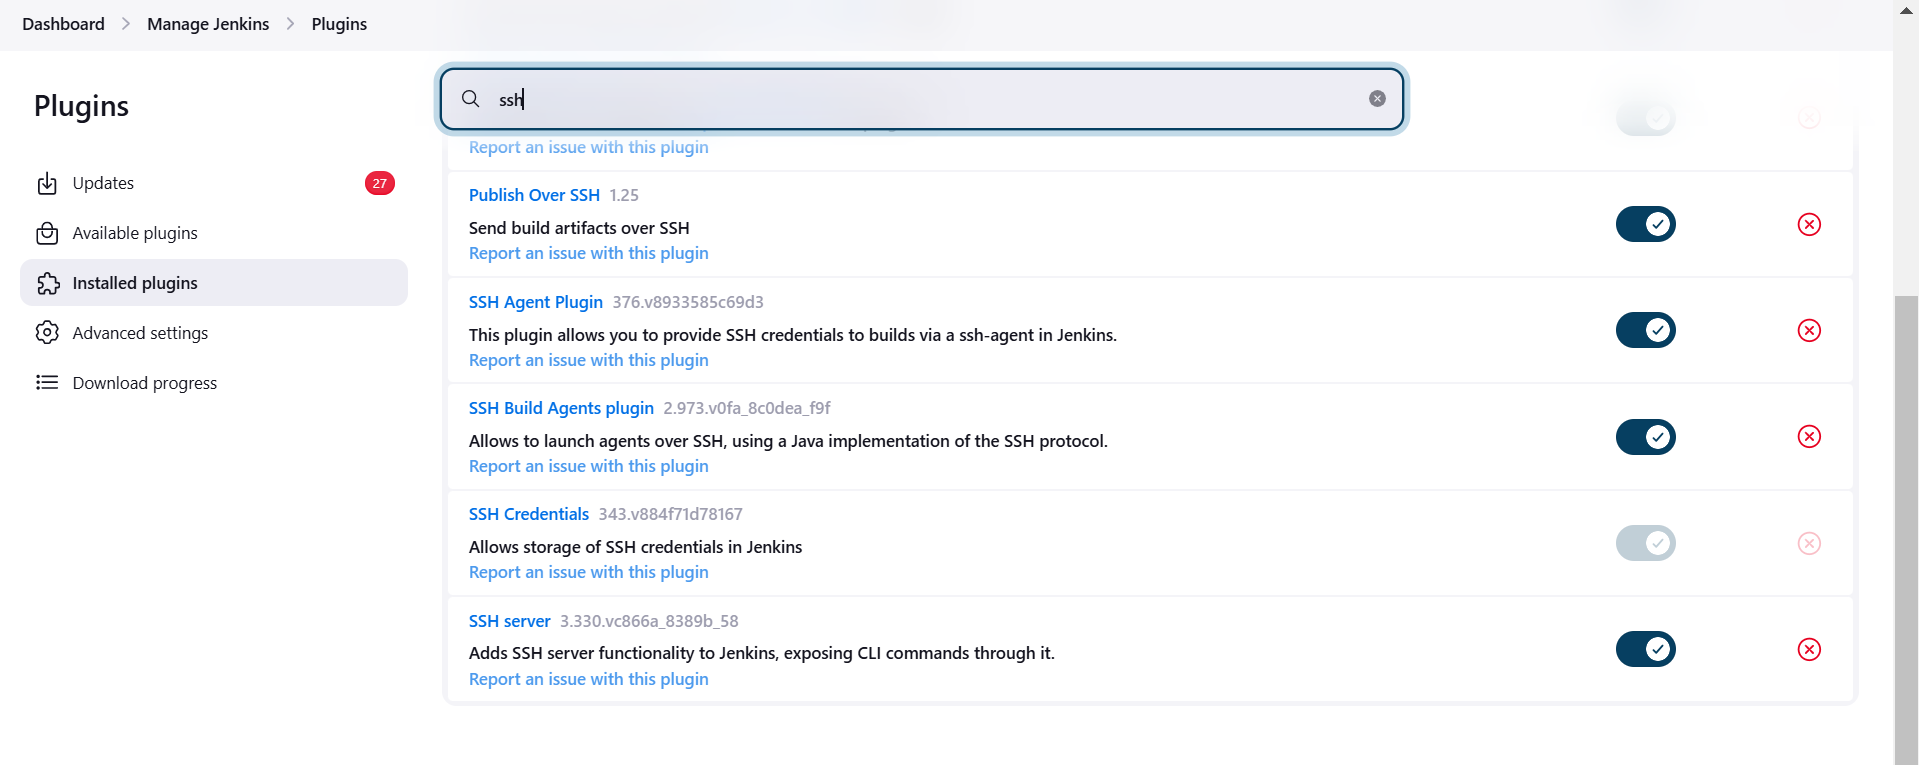 Dashboard
Manage Jenkins
Plugins
Plugins
ssh
Updates
27
Available plugins
Installed plugins
Advanced settings
Download progress
Report an issue with this plugin
Publish Over SSH 1.25
Send build artifacts over SSH
Report an issue with this plugin
SSH Agent Plugin 376.v8933585c69d3
This plugin allows you to provide SSH credentials to builds via a ssh-agent in Jenkins.
Report an issue with this plugin
SSH Build Agents plugin 2.973.v0fa_8c0dea_f9f
Allows to launch agents over SSH, using a Java implementation of the SSH protocol.
Report an issue with this plugin
SSH Credentials 343.v884f71d78167
Allows storage of SSH credentials in Jenkins
Report an issue with this plugin
SSH server 3.330.vc866a_8389b_58
Adds SSH server functionality to Jenkins, exposing CLI commands through it.
Report an issue with this plugin